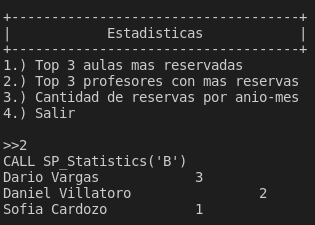 +------------------------------------+
|            Estadisticas            |
+------------------------------------+
1.) Top 3 aulas mas reservadas
2.) Top 3 profesores con mas reservas
3.) Cantidad de reservas por anio-mes
4.) Salir
>>2
CALL SP_Statistics('B')
Dario Vargas            3
Daniel Villatoro                2
Sofia Cardozo           1